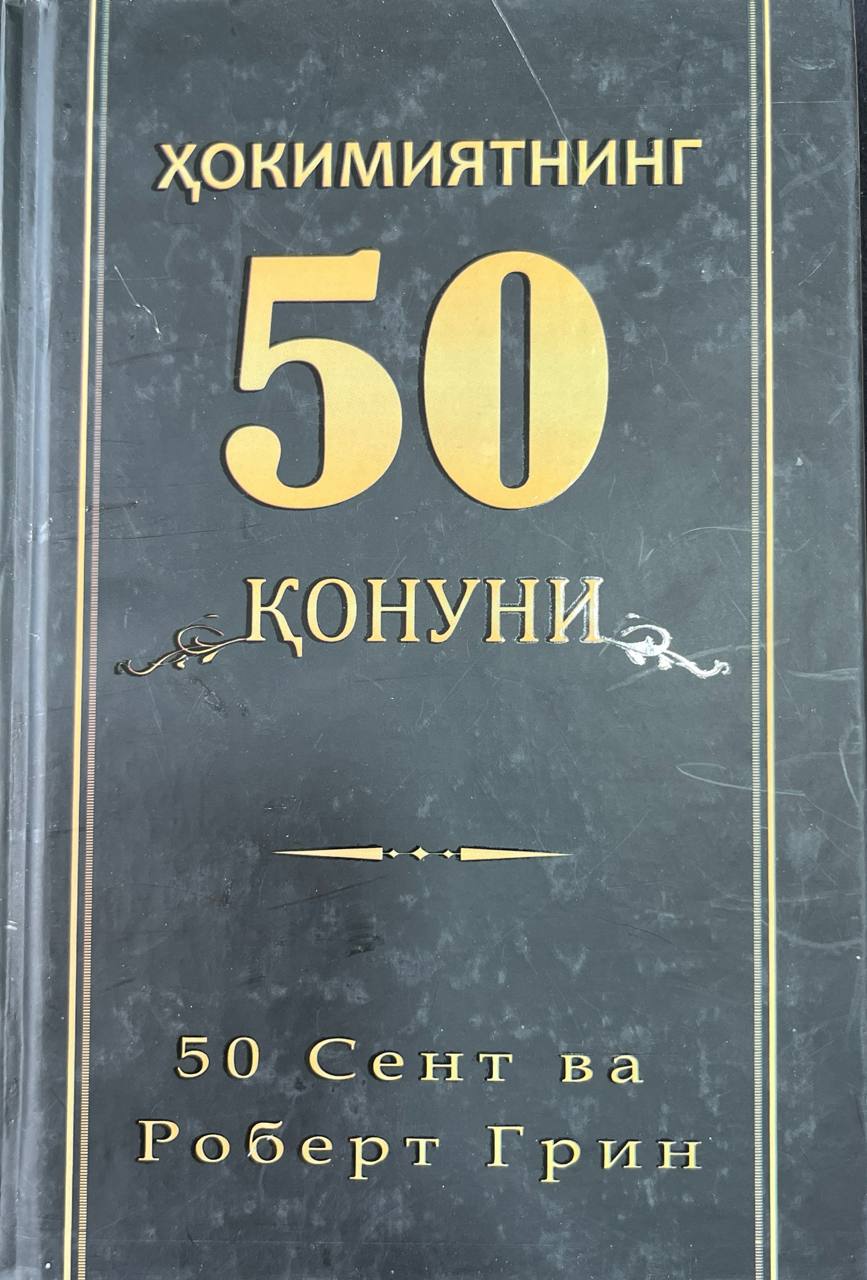 ҲОКИМИЯТНИНГ
50
ҚОНУНИ
50 Сент ва
Роберт Грин